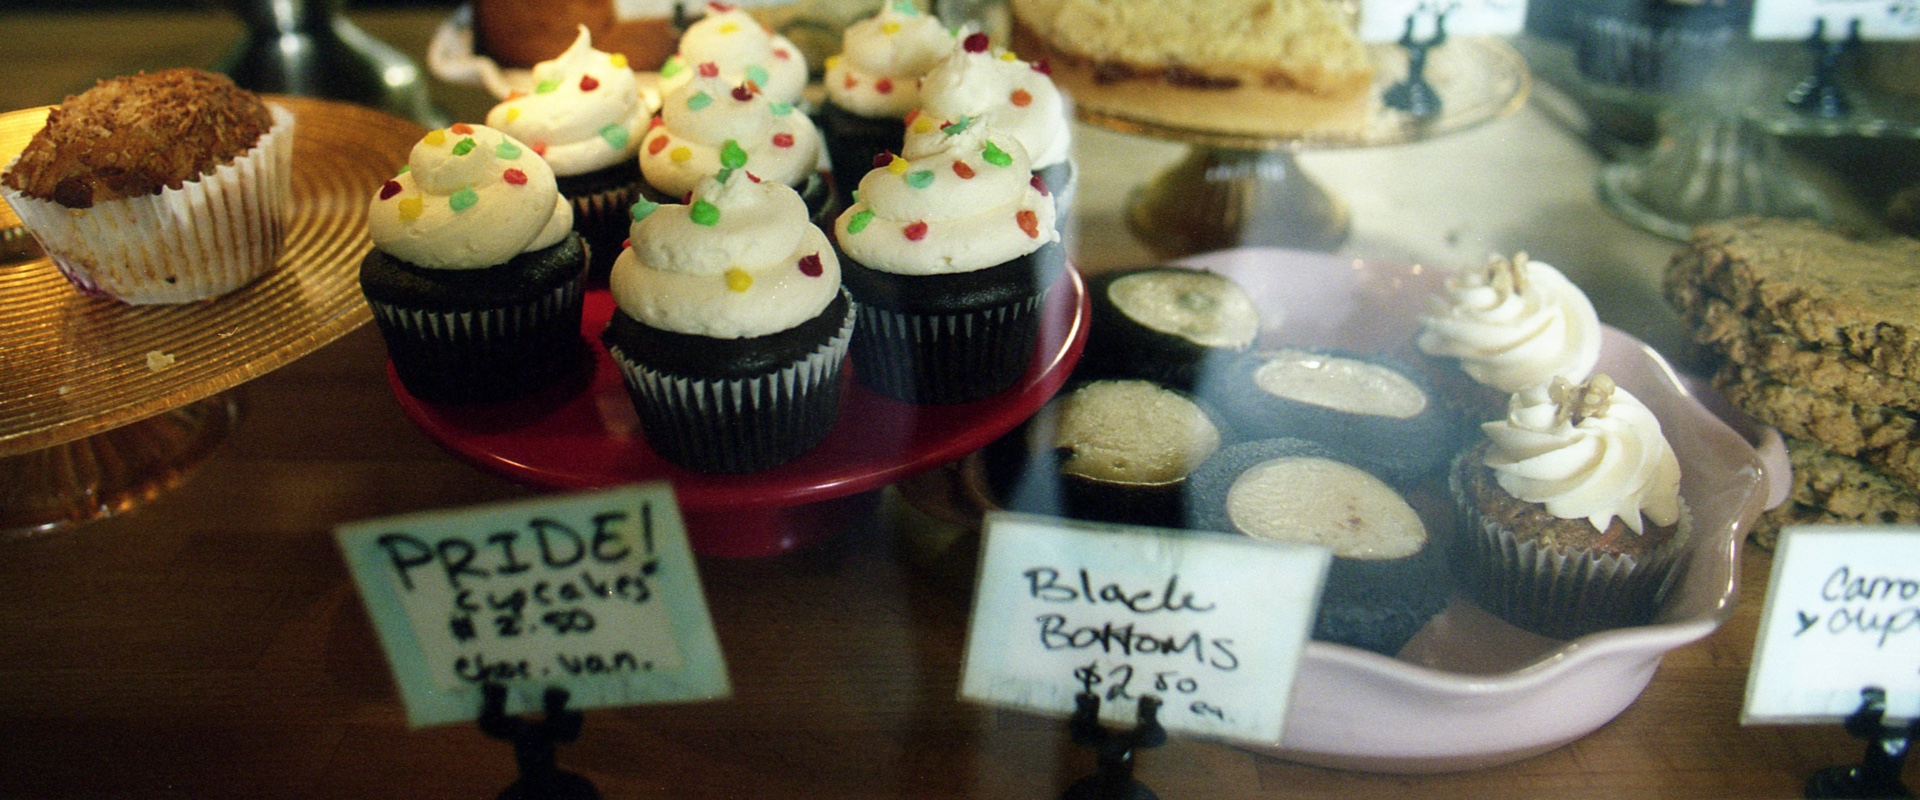 PRIDE!
cupcakes
$2.50
choc. van.
Black
Bottoms
$2.50
ea.
Carro
cup